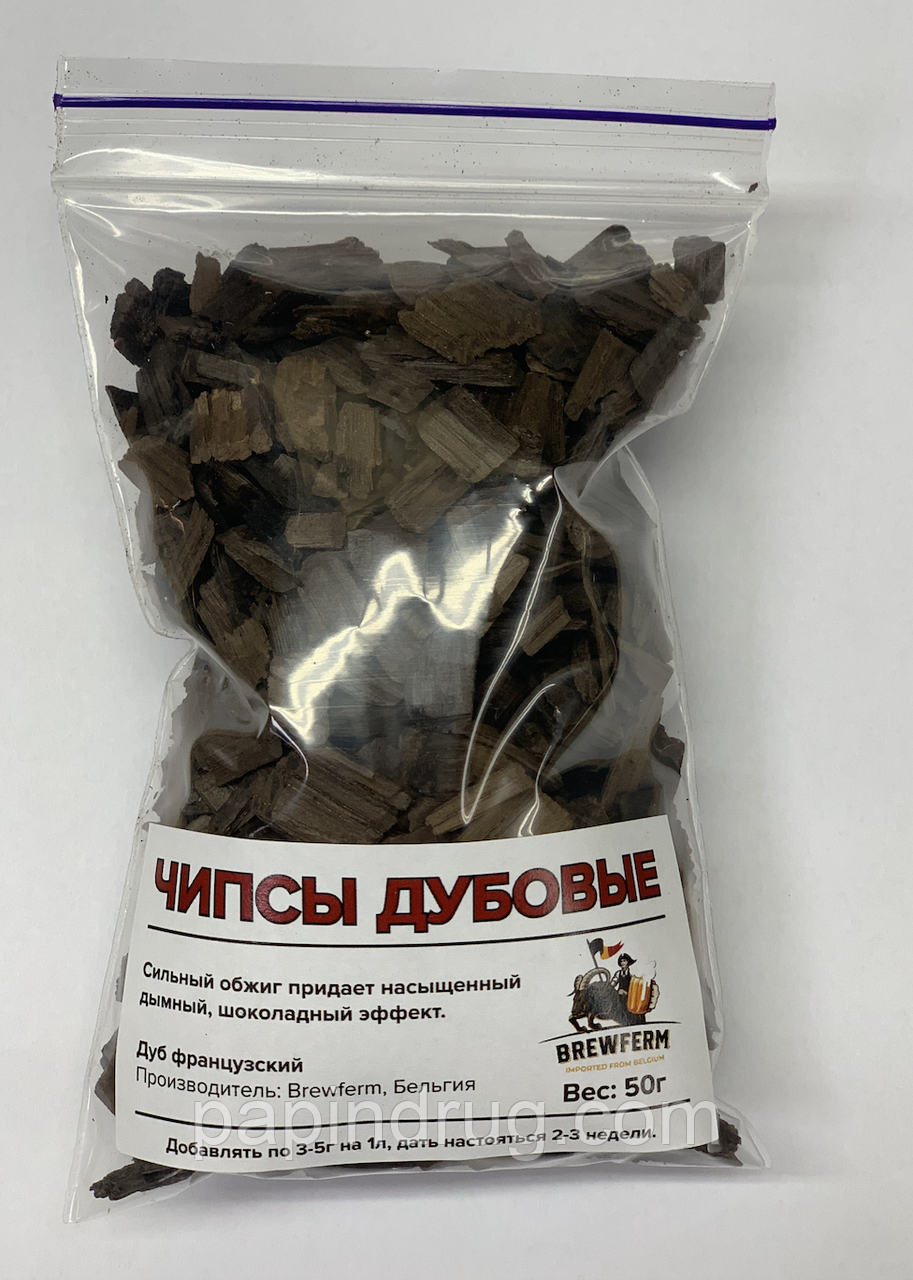 ЧИПСЫ ДУБОВЫЕ
Сильный обжиг придает насыщенный
дымный, шоколадный эффект.
Дуб французский
Производитель: Brewferm, Бельгия
BREWFERM
IMPORTED FROM BELGIUM
Вес: 50г
papindrug.com
Добавлять по 3-5г на 1л, дать настояться 2-3 недели.